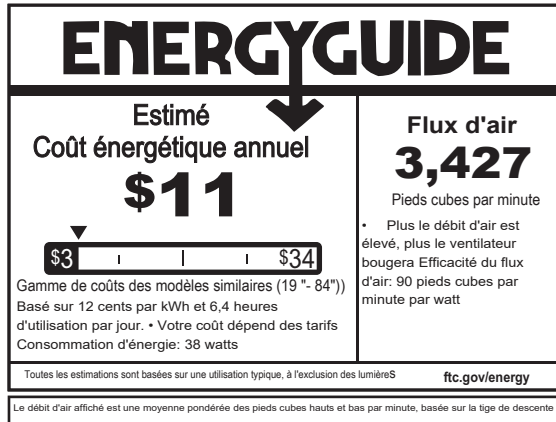 ENERGYGUIDE
Estimé
Coût énergétique annuel
$11
$3
$34
Gamme de coûts des modèles similaires (19 "- 84"))
Basé sur 12 cents par kWh et 6,4 heures
d'utilisation par jour. • Votre coût dépend des tarifs
Consommation d'énergie: 38 watts
Flux d'air
3,427
Pieds cubes par minute
• Plus le débit d'air est
élevé, plus le ventilateur
bougera Efficacité du flux
d'air: 90 pieds cubes par
minute par watt
Toutes les estimations sont basées sur une utilisation typique, à l'exclusion des lumièreS
ftc.gov/energy
Le débit d'air affiché est une moyenne pondérée des pieds cubes hauts et bas par minute, basée sur la tige de descente